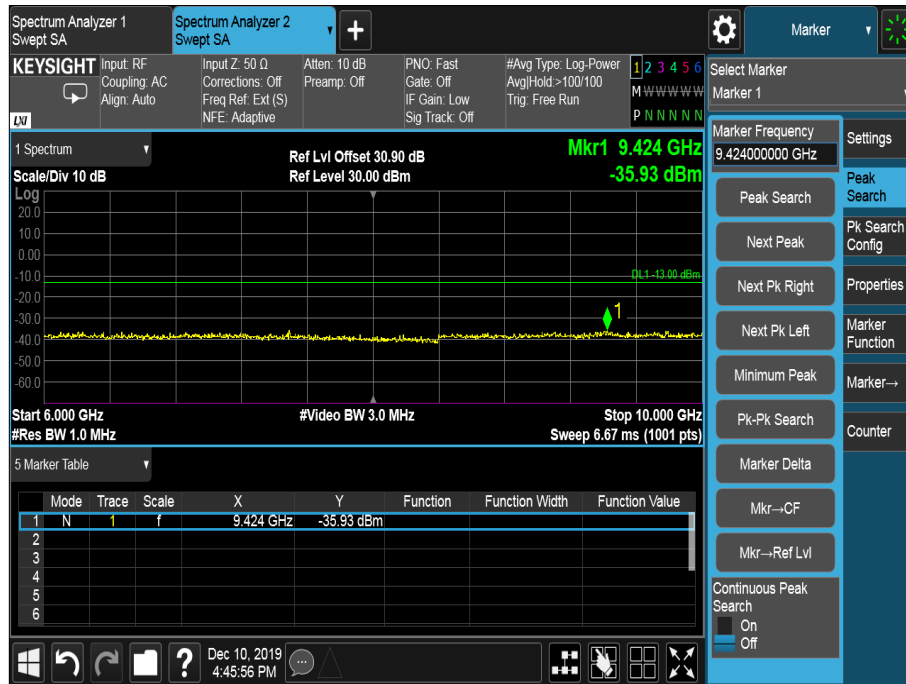 Spectrum Analyzer 1
Swept SA
Spectrum Analyzer 2
Swept SA
Marker
KEYSIGHT
LXI
Input: RF
Coupling: AC
Align: Auto
Input Z: 50 Ω
Corrections: Off
Freq Ref: Ext (S)
NFE: Adaptive
Atten: 10 dB
Preamp: Off
PNO: Fast
Gate: Off
IF Gain: Low
Sig Track: Off
#Avg Type: Log-Power
Avg|Hold:>100/100
Trig: Free Run
1 2 3 4 5 6
M W W W W W
P N N N N N
Select Marker
Marker 1
1 Spectrum
Scale/Div 10 dB
Ref Lvl Offset 30.90 dB
Ref Level 30.00 dBm
Mkr1 9.424 GHz
-35.93 dBm
Log
20.0
10.0
0.00
-10.0
-20.0
-30.0
-40.0
-50.0
-60.0
DL1 -13.00 dBm
1
Start 6.000 GHz
#Res BW 1.0 MHz
#Video BW 3.0 MHz
Stop 10.000 GHz
Sweep 6.67 ms (1001 pts)
5 Marker Table
Mode Trace Scale X Y Function Function Width Function Value
1 N 1 f 9.424 GHz -35.93 dBm
2
3
4
5
6
Marker Frequency
9.424000000 GHz
Peak Search
Next Peak
Next Pk Right
Next Pk Left
Minimum Peak
Pk-Pk Search
Marker Delta
Mkr→CF
Mkr→Ref Lvl
Continuous Peak
Search
On
Off
Settings
Peak
Search
Pk Search
Config
Properties
Marker
Function
Marker→
Counter
?
Dec 10, 2019
4:45:56 PM